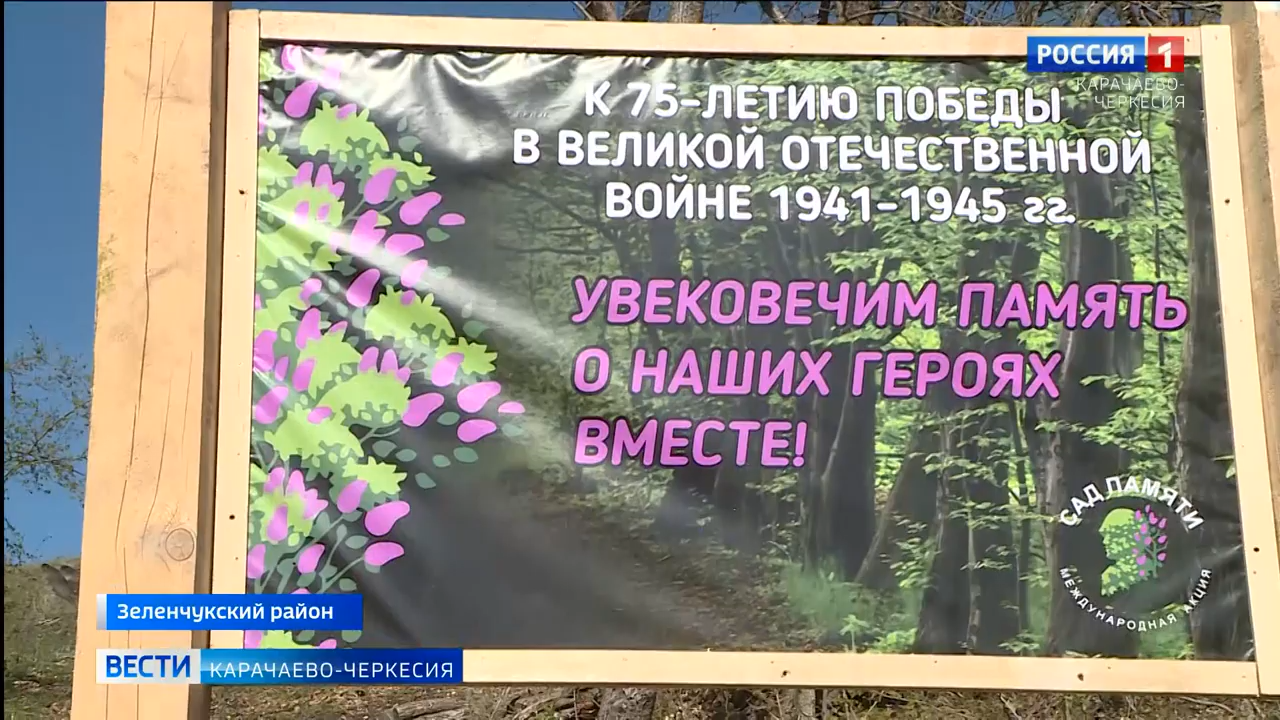 РОССИЯ 1
КАРАЧАЕВО-
ЧЕРКЕСИЯ
К 75-ЛЕТИЮ ПОБЕДЫ
В ВЕЛИКОЙ ОТЕЧЕСТВЕННОЙ
ВОЙНЕ 1941-1945 гг.
УВЕКОВЕЧИМ ПАМЯТЬ
О НАШИХ ГЕРОЯХ
ВМЕСТЕ!
САД ПАМЯТИ
МЕЖДУНАРОДНАЯ АКЦИЯ
Зеленчукский район
ВЕСТИ КАРАЧАЕВО-ЧЕРКЕСИЯ